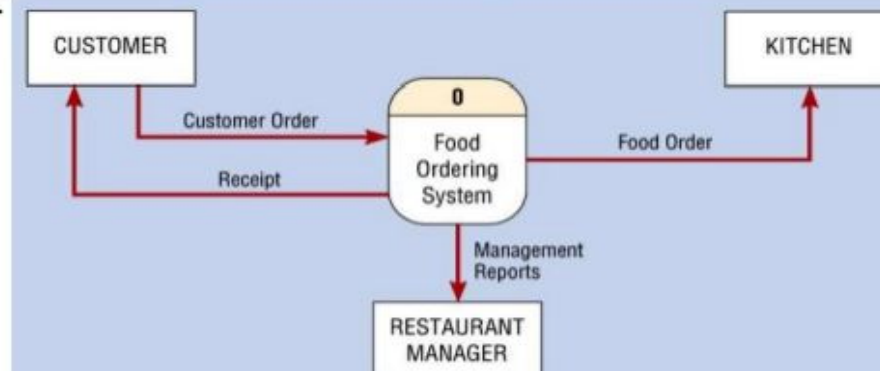 CUSTOMER
KITCHEN
0
Customer Order
Food
Ordering
System
Food Order
Receipt
Management
Reports
RESTAURANT
MANAGER